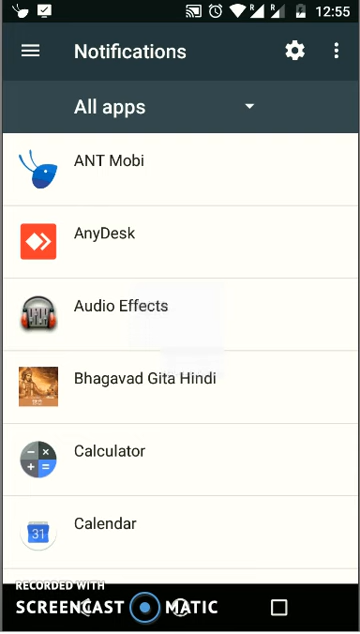 12:55
Notifications
All apps
ANT Mobi
AnyDesk
Audio Effects
Bhagavad Gita Hindi
Calculator
31 Calendar
RECORDED WITH
SCREENCAST MATIC